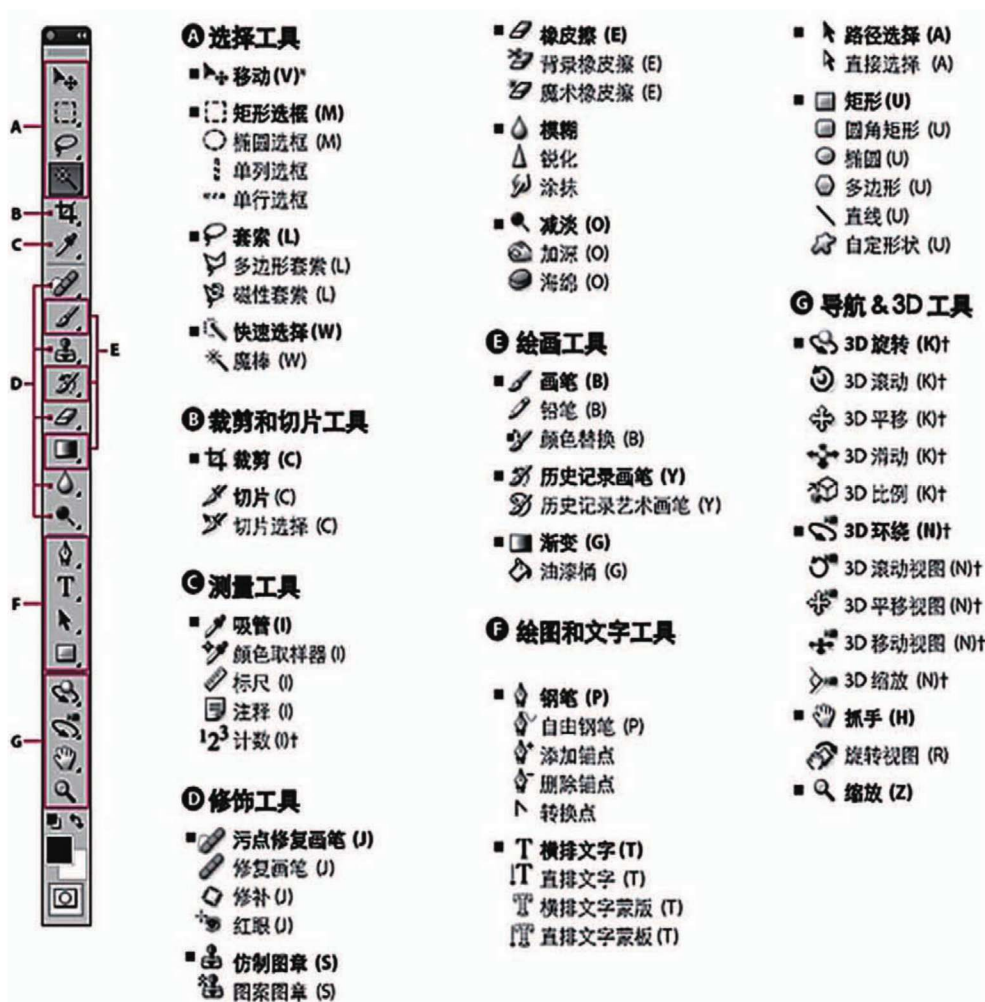 A
B
C
D
E
F
G
T
A 选择工具
移动 (V)*
矩形选框 (M)
椭圆选框 (M)
单列选框
单行选框
套索 (L)
多边形套索 (L)
磁性套索 (L)
快速选择 (W)
魔棒 (W)
B 裁剪和切片工具
裁剪 (C)
切片 (C)
切片选择 (C)
C 测量工具
吸管 (I)
颜色取样器 (I)
标尺 (I)
注释 (I)
123 计数 (I)†
D 修饰工具
污点修复画笔 (J)
修复画笔 (J)
修补 (J)
红眼 (J)
仿制图章 (S)
图案图章 (S)
橡皮擦 (E)
背景橡皮擦 (E)
魔术橡皮擦 (E)
模糊
锐化
涂抹
减淡 (O)
加深 (O)
海绵 (O)
E 绘画工具
画笔 (B)
铅笔 (B)
颜色替换 (B)
历史记录画笔 (Y)
历史记录艺术画笔 (Y)
渐变 (G)
油漆桶 (G)
F 绘图和文字工具
钢笔 (P)
自由钢笔 (P)
添加锚点
删除锚点
转换点
T 横排文字 (T)
T 直排文字 (T)
T 横排文字蒙版 (T)
T 直排文字蒙板 (T)
路径选择 (A)
直接选择 (A)
矩形 (U)
圆角矩形 (U)
椭圆 (U)
多边形 (U)
直线 (U)
自定形状 (U)
G 导航 & 3D 工具
3D 旋转 (K)†
3D 滚动 (K)†
3D 平移 (K)†
3D 滑动 (K)†
3D 比例 (K)†
3D 环绕 (N)†
3D 滚动视图 (N)†
3D 平移视图 (N)†
3D 移动视图 (N)†
3D 缩放 (N)†
抓手 (H)
旋转视图 (R)
缩放 (Z)